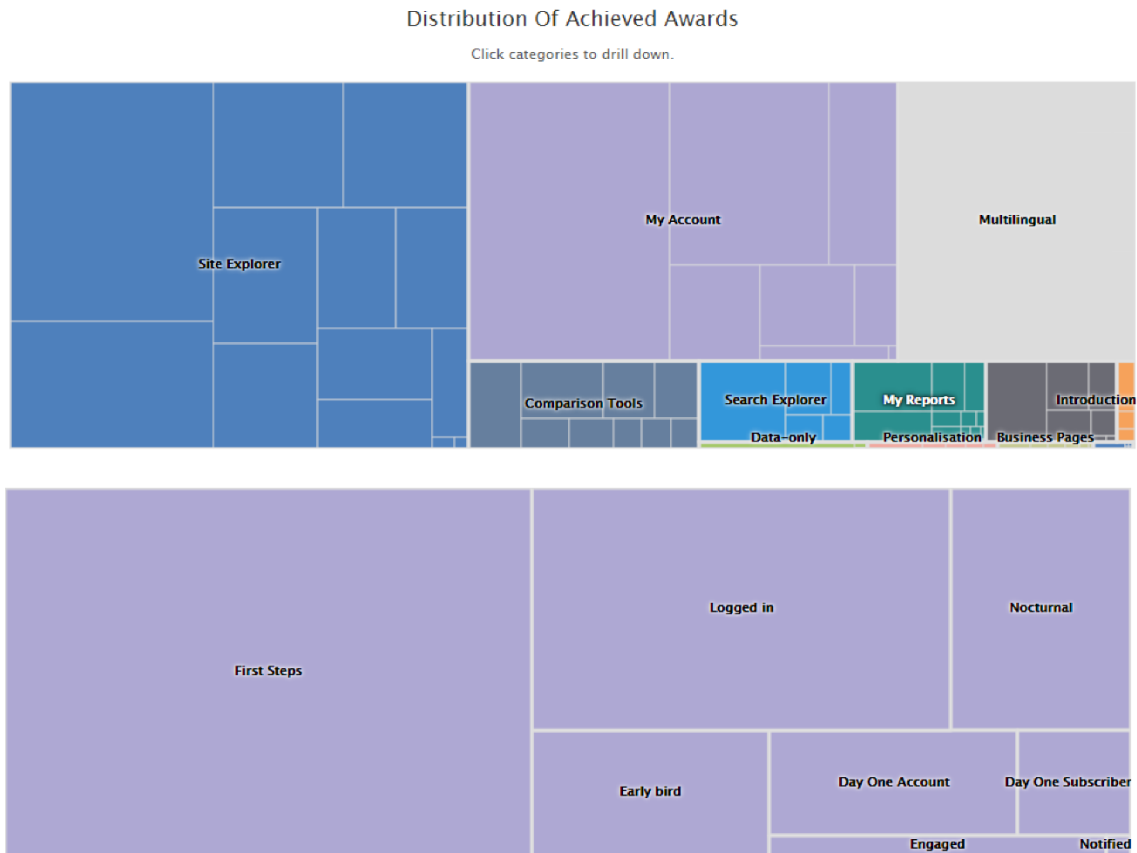 Distribution Of Achieved Awards
Click categories to drill down.
My Account
Multilingual
Site Explorer
Comparison Tools
Search Explorer
My Reports
Introduction
Data-only
Personalisation
Business Pages
Logged in
Nocturnal
First Steps
Early bird
Day One Account
Day One Subscriber
Engaged
Notified